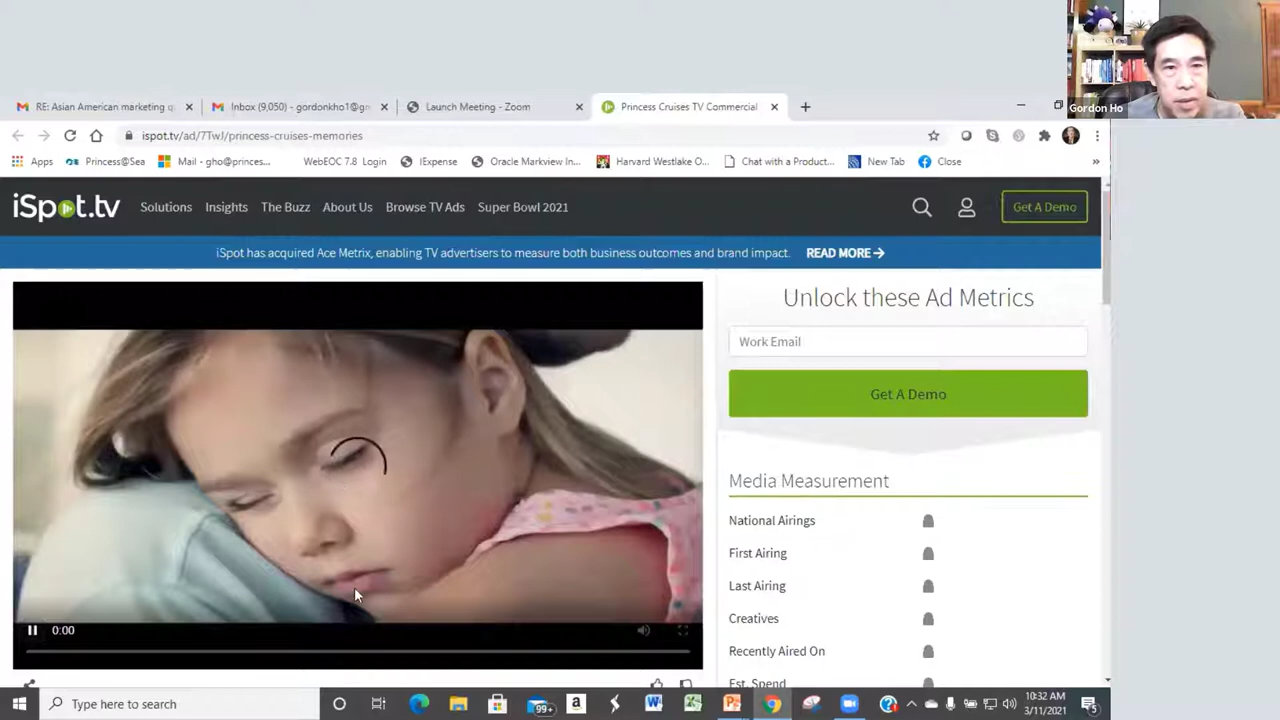 Gordon Ho
RE: Asian American marketing q
Inbox (9,050) - gordonkho1@g
Launch Meeting - Zoom
Princess Cruises TV Commercial
ispot.tv/ad/7TwJ/princess-cruises-memories
Apps
Princess@Sea
Mail - gho@princes...
WebEOC 7.8 Login
IExpense
Oracle Markview In...
Harvard Westlake O...
Chat with a Product...
New Tab
Close
»
iSpot.tv
Solutions
Insights
The Buzz
About Us
Browse TV Ads
Super Bowl 2021
Get A Demo
iSpot has acquired Ace Metrix, enabling TV advertisers to measure both business outcomes and brand impact. READ MORE →
Unlock these Ad Metrics
Work Email
Get A Demo
Media Measurement
National Airings
First Airing
Last Airing
Creatives
Recently Aired On
Est. Spend
0:00
Type here to search
99+
10:32 AM
3/11/2021
5